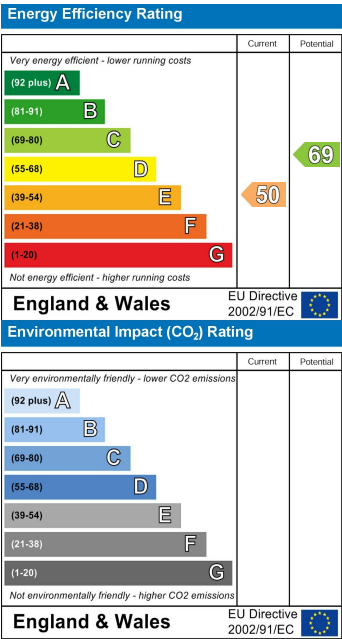 Energy Efficiency Rating
Current Potential
Very energy efficient - lower running costs
(92 plus) A
(81-91) B
(69-80) C
(55-68) D
(39-54) E
(21-38) F
(1-20) G
50
69
Not energy efficient - higher running costs
England & Wales
EU Directive
2002/91/EC
Environmental Impact (CO₂) Rating
Current Potential
Very environmentally friendly - lower CO2 emissions
(92 plus) A
(81-91) B
(69-80) C
(55-68) D
(39-54) E
(21-38) F
(1-20) G
Not environmentally friendly - higher CO2 emissions
England & Wales
EU Directive
2002/91/EC